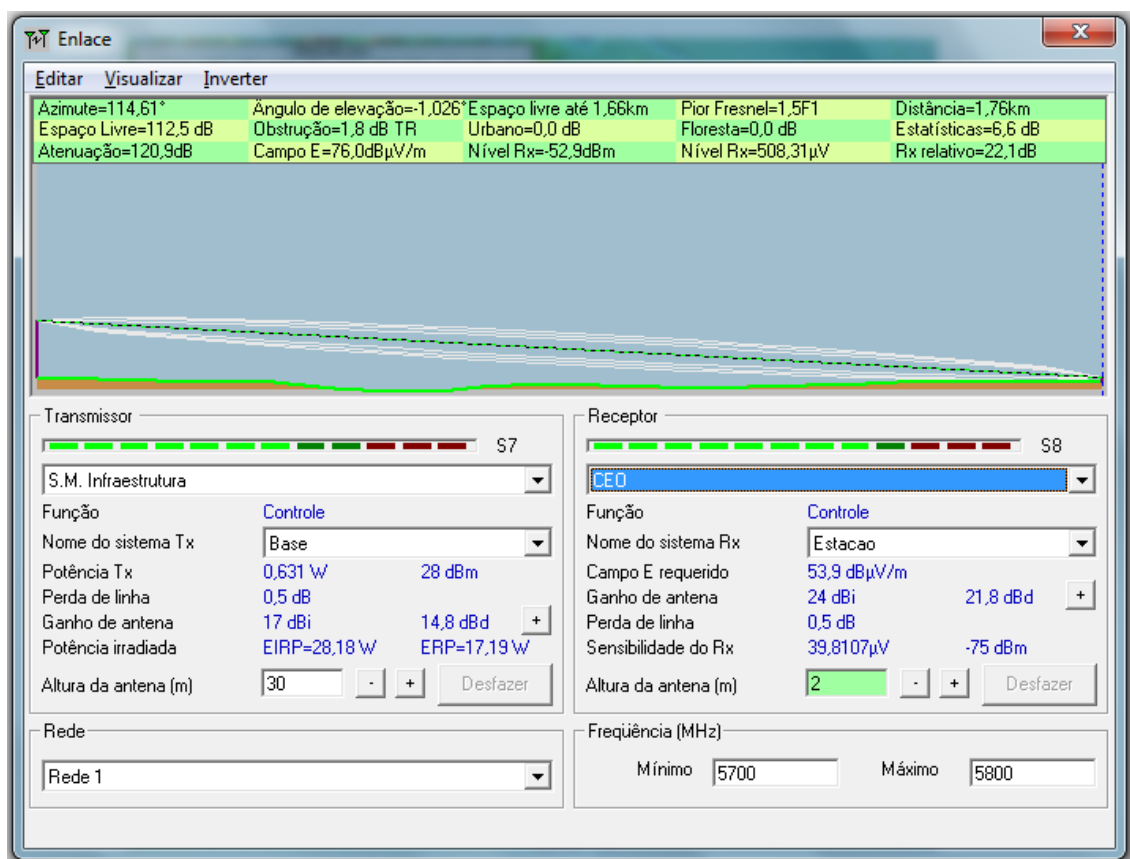 Enlace
Editar Visualizar Inverter
Azimute=114,61° Ângulo de elevação=-1,026° Espaço livre até 1,66km Pior Fresnel=1,5F1 Distância=1,76km
Espaço Livre=112,5 dB Obstrução=1,8 dB TR Urbano=0,0 dB Floresta=0,0 dB Estatísticas=6,6 dB
Atenuação=120,9dB Campo E=76,0dBµV/m Nível Rx=-52,9dBm Nível Rx=508,31µV Rx relativo=22,1dB
Transmissor
S7
S.M. Infraestrutura
Função Controle
Nome do sistema Tx Base
Potência Tx 0,631 W 28 dBm
Perda de linha 0,5 dB
Ganho de antena 17 dBi 14,8 dBd +
Potência irradiada EIRP=28,18 W ERP=17,19 W
Altura da antena (m) 30 - + Desfazer
Receptor
S8
CEO
Função Controle
Nome do sistema Rx Estacao
Campo E requerido 53,9 dBµV/m
Ganho de antena 24 dBi 21,8 dBd +
Perda de linha 0,5 dB
Sensibilidade do Rx 39,8107µV -75 dBm
Altura da antena (m) 2 - + Desfazer
Rede
Rede 1
Freqüência (MHz)
Mínimo 5700 Máximo 5800